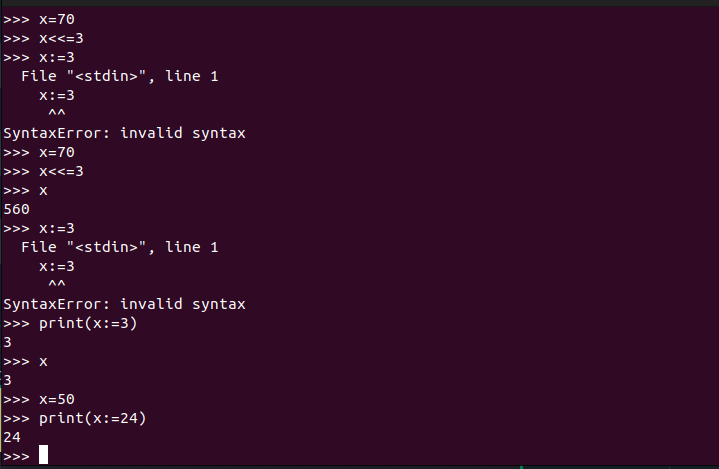 >>> x=70
>>> x<<=3
>>> x:=3
  File "<stdin>", line 1
    x:=3
     ^^
SyntaxError: invalid syntax
>>> x=70
>>> x<<=3
>>> x
560
>>> x:=3
  File "<stdin>", line 1
    x:=3
     ^^
SyntaxError: invalid syntax
>>> print(x:=3)
3
>>> x
3
>>> x=50
>>> print(x:=24)
24
>>>